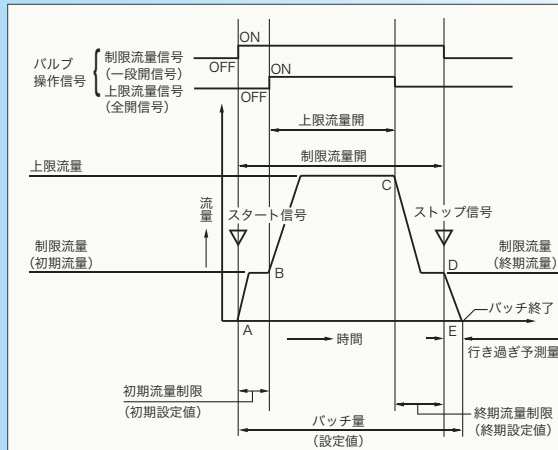 ON
OFF
ON
OFF
バルブ
操作信号
制限流量信号
(一段開信号)
上限流量信号
(全開信号)
上限流量開
制限流量開
上限流量
C
流量
スタート信号
ストップ信号
制限流量
(初期流量)
B
D
制限流量
(終期流量)
A
E
バッチ終了
時間
行き過ぎ予測量
初期流量制限
(初期設定値)
バッチ量
(設定値)
終期流量制限
(終期設定値)